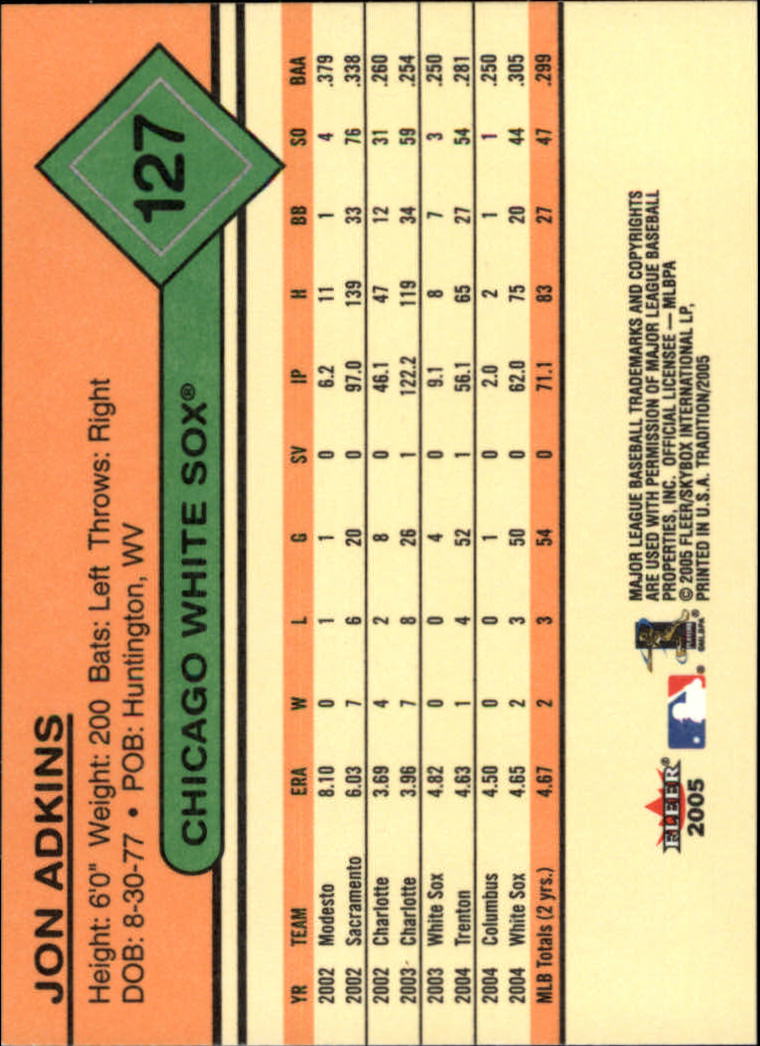 JON ADKINS
Height: 6'0" Weight: 200 Bats: Left Throws: Right
DOB: 8-30-77 • POB: Huntington, WV
127
CHICAGO WHITE SOX®
YR TEAM ERA W L G SV IP H BB SO BAA
2002 Modesto 8.10 0 1 1 0 6.2 11 1 4 .379
2002 Sacramento 6.03 7 6 20 0 97.0 139 33 76 .338
2002 Charlotte 3.69 4 2 8 0 46.1 47 12 31 .260
2003 Charlotte 3.96 7 8 26 1 122.2 119 34 59 .254
2003 White Sox 4.82 0 0 4 0 9.1 8 7 3 .250
2004 Trenton 4.63 1 4 52 1 56.1 65 27 54 .281
2004 Columbus 4.50 0 0 1 0 2.0 2 1 1 .250
2004 White Sox 4.65 2 3 50 0 62.0 75 20 44 .305
MLB Totals (2 yrs.) 4.67 2 3 54 0 71.1 83 27 47 .299
FLEER®
2005
®
®
©MLBPA
MAJOR LEAGUE BASEBALL TRADEMARKS AND COPYRIGHTS
ARE USED WITH PERMISSION OF MAJOR LEAGUE BASEBALL
PROPERTIES, INC. OFFICIAL LICENSEE — MLBPA
© 2005 FLEER/SKYBOX INTERNATIONAL LP,
PRINTED IN U.S.A. TRADITION/2005